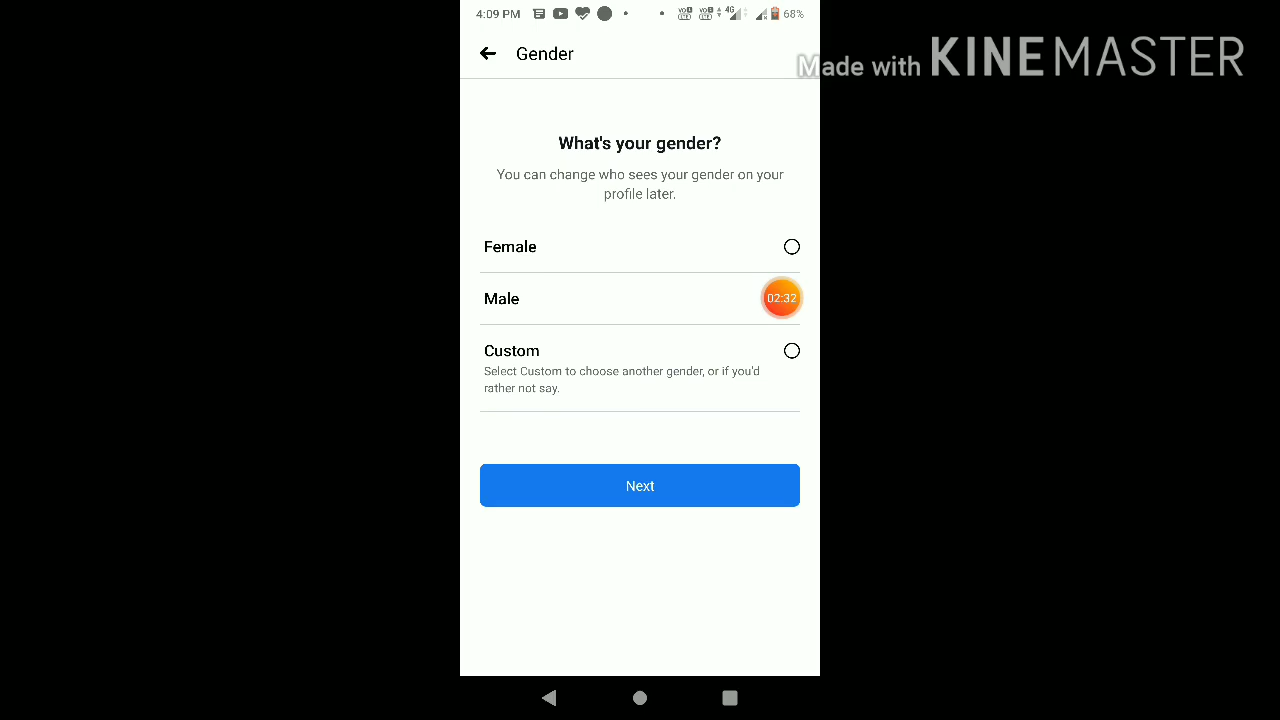 4:09 PM
4G
68%
Gender
Made with KINEMASTER
What's your gender?
You can change who sees your gender on your
profile later.
Female
Male
02:32
Custom
Select Custom to choose another gender, or if you'd
rather not say.
Next